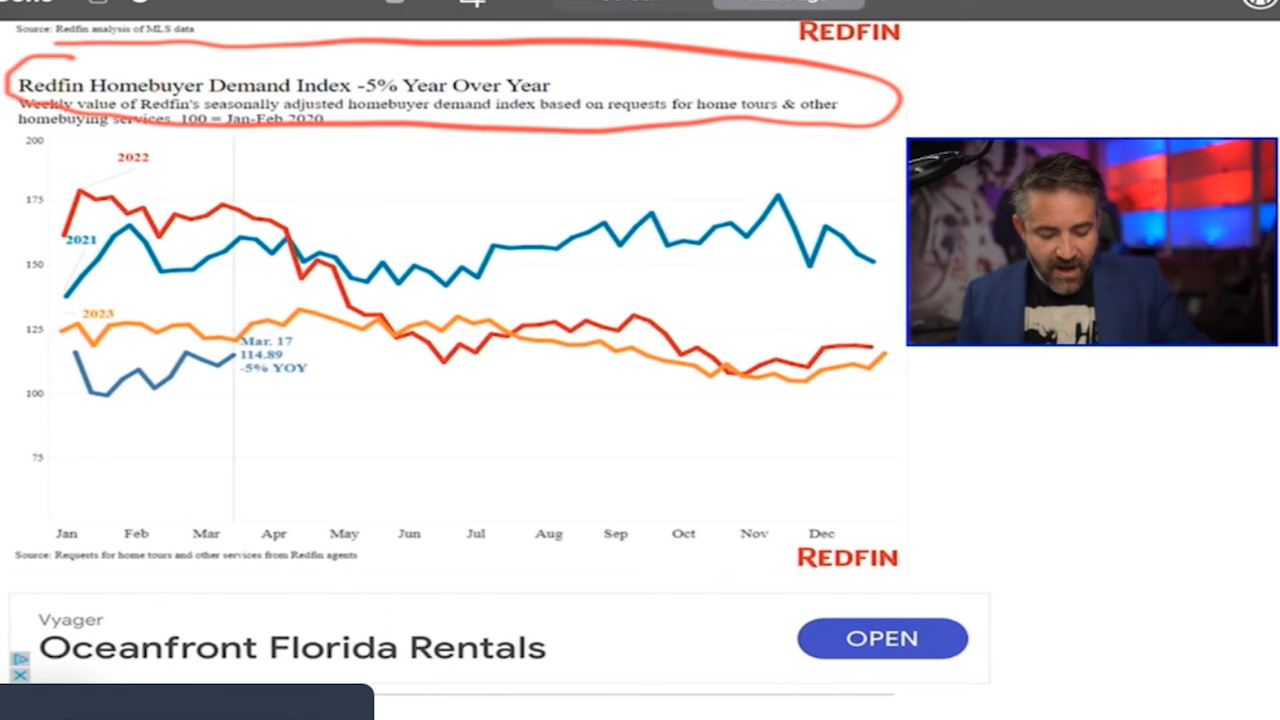 Source: Redfin analysis of MLS data
REDFIN
Redfin Homebuyer Demand Index -5% Year Over Year
Weekly value of Redfin's seasonally adjusted homebuyer demand index based on requests for home tours & other
homebuying services. 100 = Jan-Feb 2020
200
2022
175
2021
150
2023
125
Mar. 17
114.89
-5% YOY
100
75
Jan Feb Mar Apr May Jun Jul Aug Sep Oct Nov Dec
Source: Requests for home tours and other services from Redfin agents
REDFIN
Vyager
Oceanfront Florida Rentals
OPEN